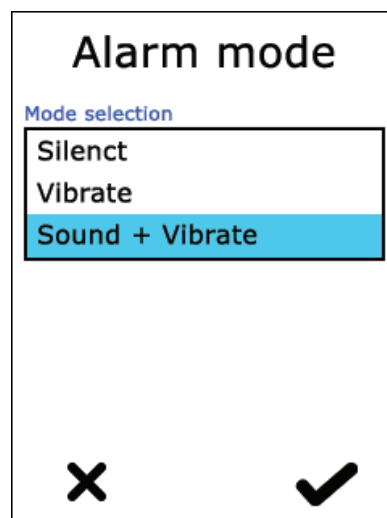 Alarm mode
Mode selection
Silenct
Vibrate
Sound + Vibrate